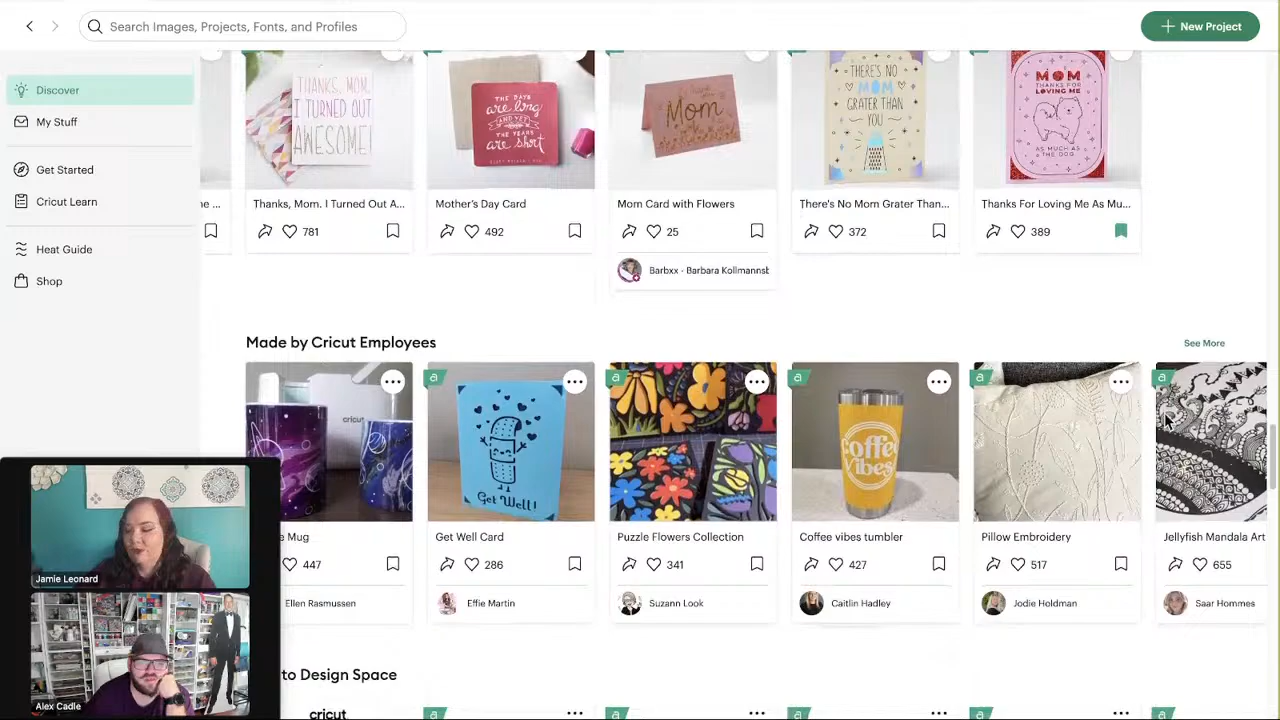 Search Images, Projects, Fonts, and Profiles
New Project
Discover
My Stuff
Get Started
Cricut Learn
Heat Guide
Shop
THANKS, MOM.
I TURNED OUT
AWESOME!
THE DAYS
are long
AND YET
THE YEARS
are short
Mom
THERE'S NO
MOM
GRATER THAN
YOU
MOM
THANKS FOR
LOVING ME
AS MUCH
AS THE
DOG
ne ...
Thanks, Mom. I Turned Out A...
Mother's Day Card
Mom Card with Flowers
There's No Mom Grater Than...
Thanks For Loving Me As Mu...
781
492
25
372
389
Barbxx - Barbara Kollmannsb
Made by Cricut Employees
See More
cricut
Get Well!
Coffee
Vibes
e Mug
Get Well Card
Puzzle Flowers Collection
Coffee vibes tumbler
Pillow Embroidery
Jellyfish Mandala Art
447
286
341
427
517
655
Ellen Rasmussen
Effie Martin
Suzann Look
Caitlin Hadley
Jodie Holdman
Saar Hommes
Jamie Leonard
Alex Cadle
to Design Space
cricut